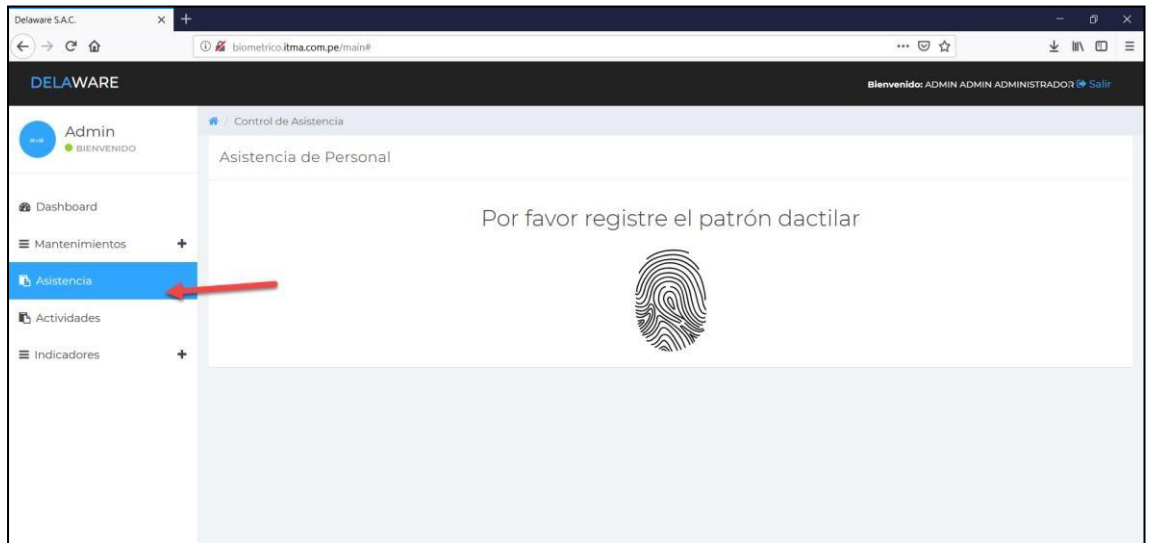 Delaware S.A.C.
biometrico.itma.com.pe/main#
DELAWARE
Bienvenido: ADMIN ADMIN ADMINISTRADOR Salir
Admin
BIENVENIDO
/ Control de Asistencia
Asistencia de Personal
Dashboard
Mantenimientos
Asistencia
Actividades
Indicadores
Por favor registre el patrón dactilar